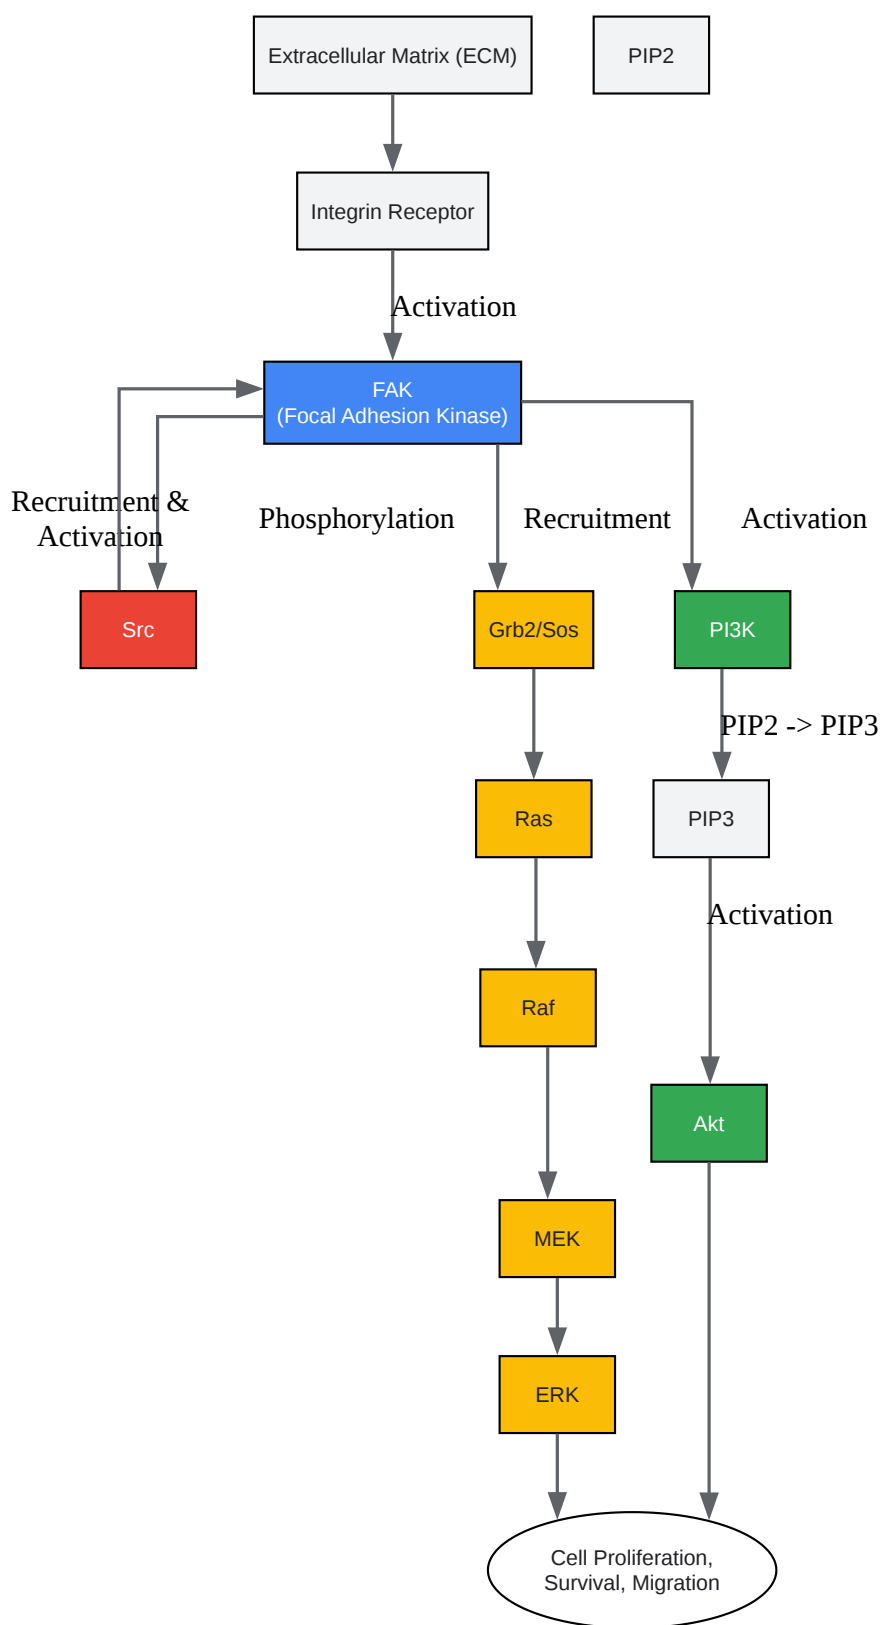 Extracellular Matrix (ECM)
PIP2
Integrin Receptor
Activation
FAK
(Focal Adhesion Kinase)
Recruitment &
Activation
Phosphorylation
Recruitment
Activation
Src
Grb2/Sos
PI3K
PIP2 -> PIP3
Ras
PIP3
Activation
Raf
Akt
MEK
ERK
Cell Proliferation,
Survival, Migration